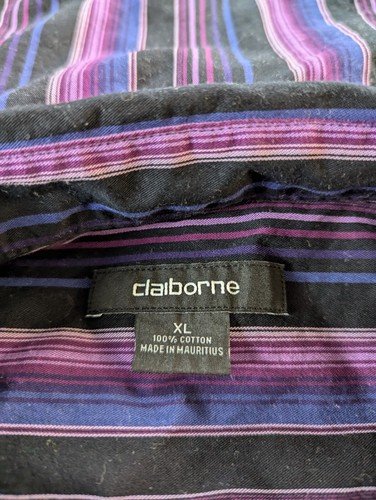 claiborne
XL
100% COTTON
MADE IN MAURITIUS